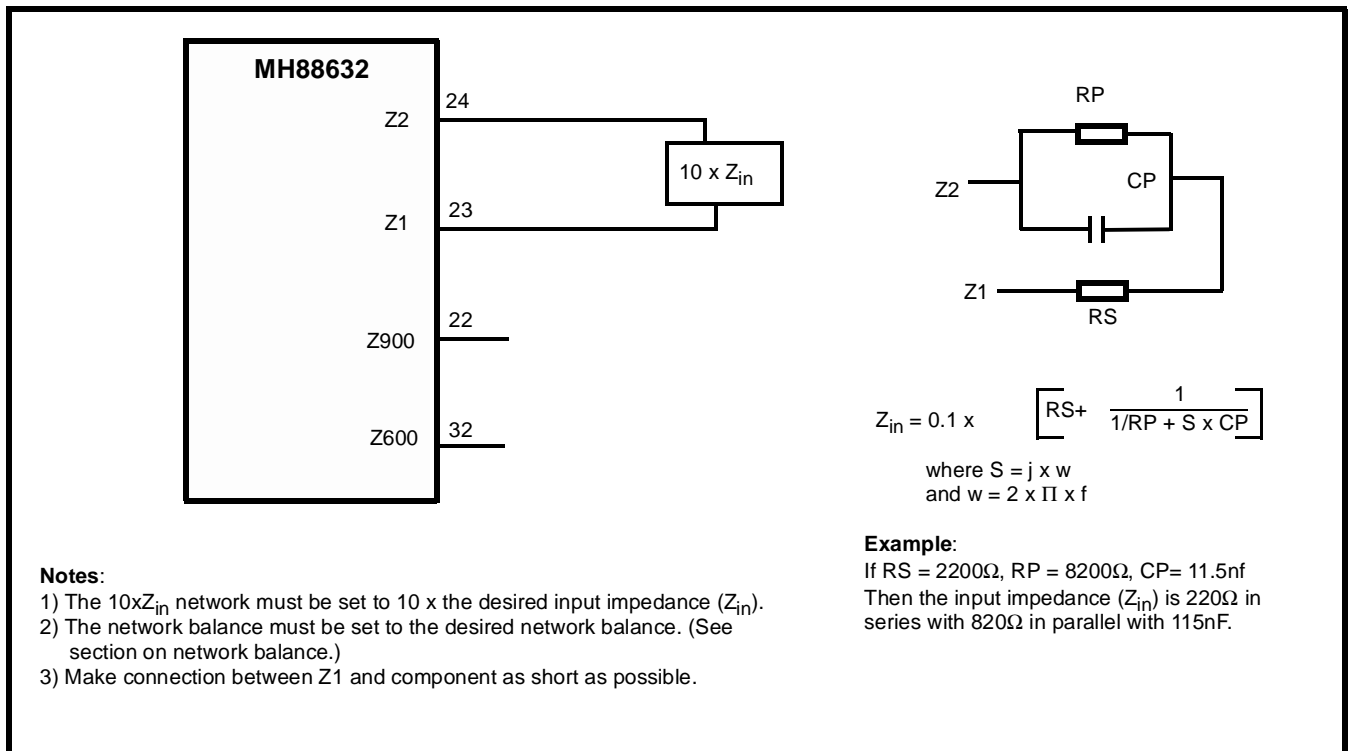 MH88632
Z2
24
10 x Zin
Z1
23
Z900
22
Z600
32
RP
Z2
CP
Z1
RS
Zin = 0.1 x [RS+ 1
1/RP + S x CP]
where S = j x w
and w = 2 x Π x f
Notes:
1) The 10xZin network must be set to 10 x the desired input impedance (Zin).
2) The network balance must be set to the desired network balance. (See
section on network balance.)
3) Make connection between Z1 and component as short as possible.
Example:
If RS = 2200Ω, RP = 8200Ω, CP= 11.5nf
Then the input impedance (Zin) is 220Ω in
series with 820Ω in parallel with 115nF.